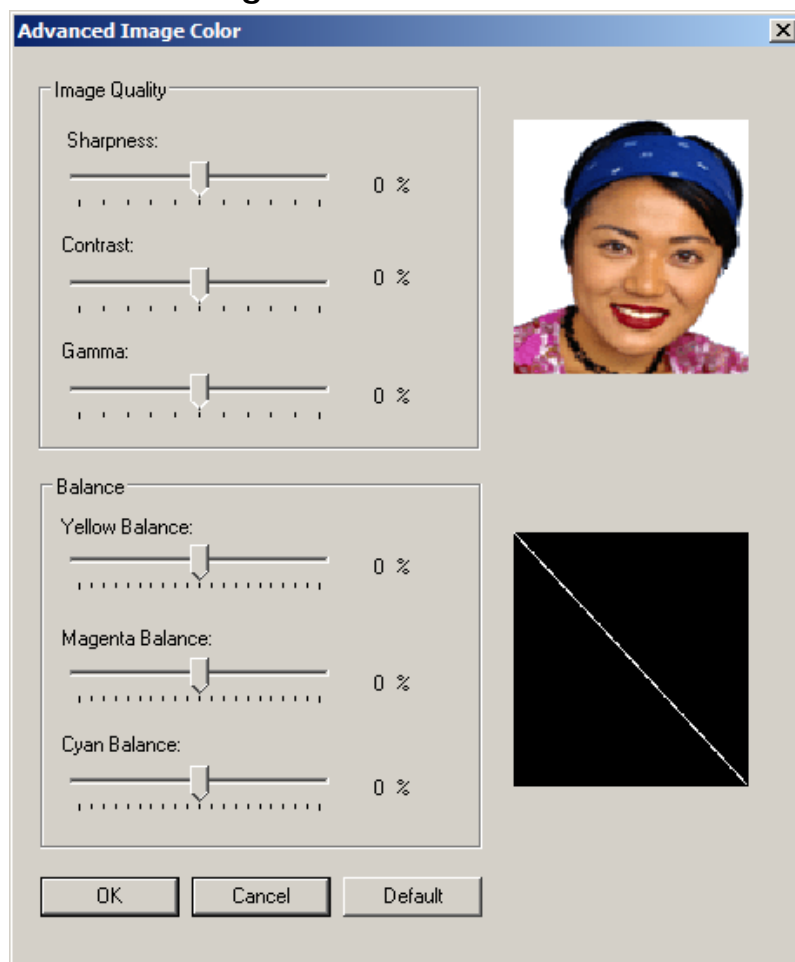 Advanced Image Color
Image Quality
Sharpness:
0 %
Contrast:
0 %
Gamma:
0 %
Balance
Yellow Balance:
0 %
Magenta Balance:
0 %
Cyan Balance:
0 %
OK Cancel Default